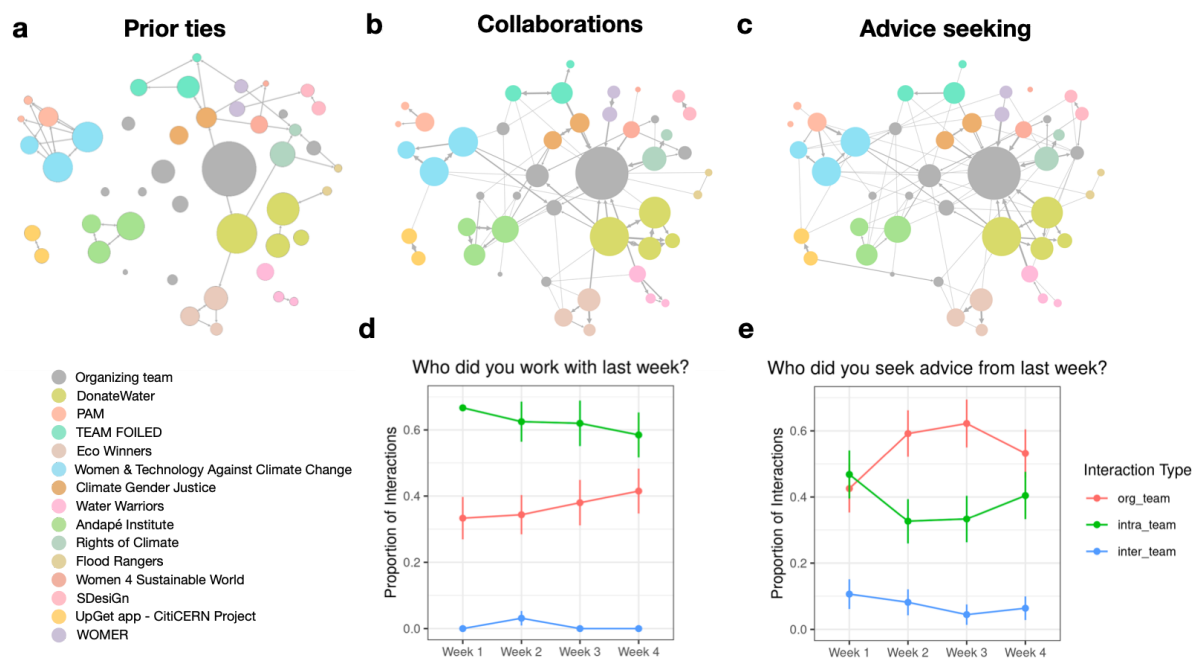 a
Prior ties
b
Collaborations
c
Advice seeking
Organizing team
DonateWater
PAM
TEAM FOILED
Eco Winners
Women & Technology Against Climate Change
Climate Gender Justice
Water Warriors
Andapé Institute
Rights of Climate
Flood Rangers
Women 4 Sustainable World
SDesiGn
UpGet app - CitiCERN Project
WOMER
d
Who did you work with last week?
Proportion of Interactions
0.6
0.4
0.2
0.0
Week 1
Week 2
Week 3
Week 4
e
Who did you seek advice from last week?
Proportion of Interactions
0.6
0.4
0.2
0.0
Week 1
Week 2
Week 3
Week 4
Interaction Type
org_team
intra_team
inter_team